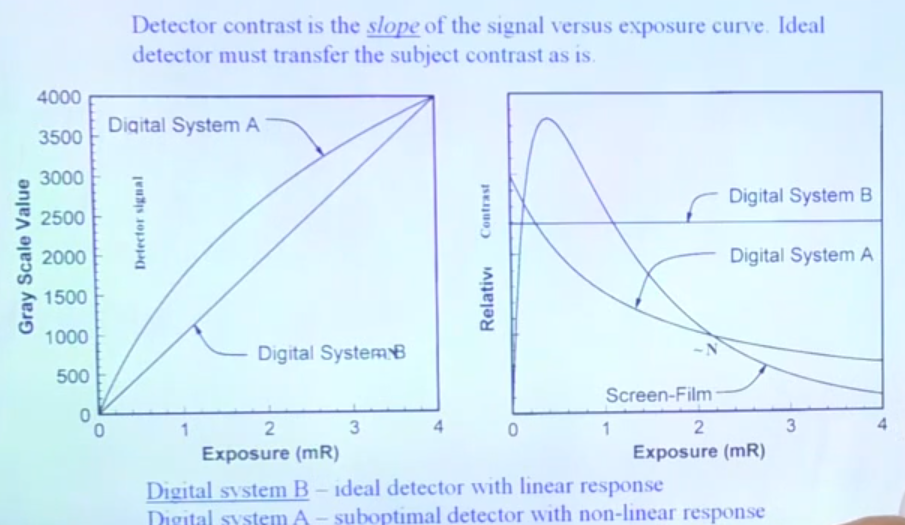 Detector contrast is the slope of the signal versus exposure curve. Ideal
detector must transfer the subject contrast as is.
4000
3500
3000
2500
2000
1500
1000
500
0
Gray Scale Value
Detector signal
Digital System A
Digital System B
0 1 2 3 4
Exposure (mR)
Relative Contrast
Digital System B
Digital System A
~N
Screen-Film
0 1 2 3 4
Exposure (mR)
Digital system B – ideal detector with linear response
Digital system A – suboptimal detector with non-linear response